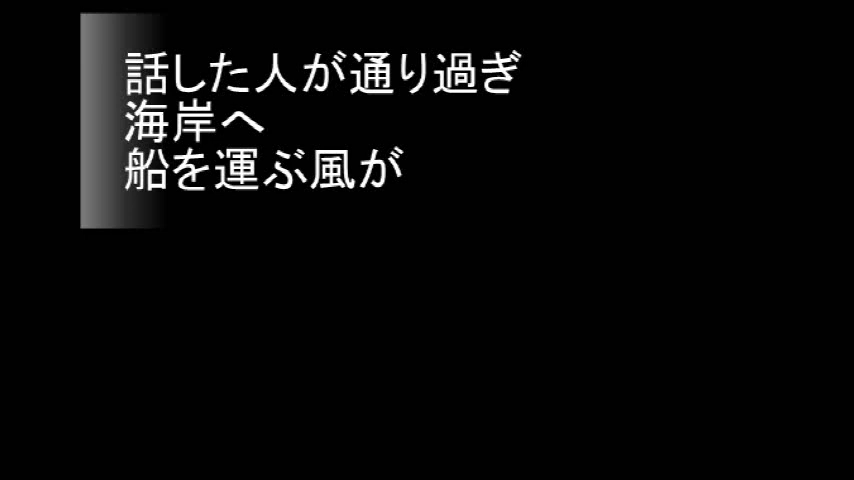 話した人が通り過ぎ
海岸へ
船を運ぶ風が